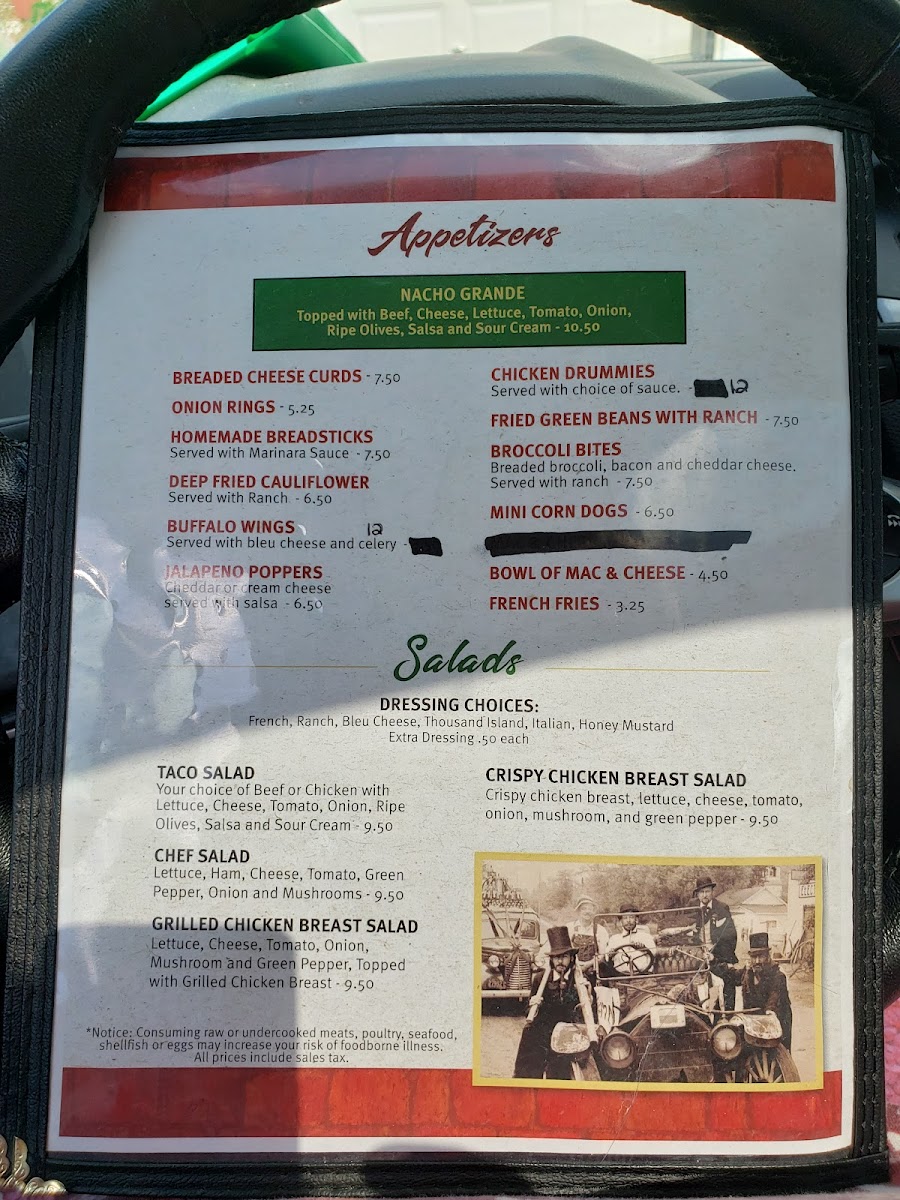 Appetizers
NACHO GRANDE
Topped with Beef, Cheese, Lettuce, Tomato, Onion,
Ripe Olives, Salsa and Sour Cream - 10.50
BREADED CHEESE CURDS - 7.50
ONION RINGS - 5.25
HOMEMADE BREADSTICKS
Served with Marinara Sauce - 7.50
DEEP FRIED CAULIFLOWER
Served with Ranch - 6.50
BUFFALO WINGS 12
Served with bleu cheese and celery -
JALAPENO POPPERS
Cheddar or cream cheese
served with salsa - 6.50
CHICKEN DRUMMIES
Served with choice of sauce. - 12
FRIED GREEN BEANS WITH RANCH - 7.50
BROCCOLI BITES
Breaded broccoli, bacon and cheddar cheese.
Served with ranch - 7.50
MINI CORN DOGS - 6.50
BOWL OF MAC & CHEESE - 4.50
FRENCH FRIES - 3.25
Salads
DRESSING CHOICES:
French, Ranch, Bleu Cheese, Thousand Island, Italian, Honey Mustard
Extra Dressing .50 each
TACO SALAD
Your choice of Beef or Chicken with
Lettuce, Cheese, Tomato, Onion, Ripe
Olives, Salsa and Sour Cream - 9.50
CHEF SALAD
Lettuce, Ham, Cheese, Tomato, Green
Pepper, Onion and Mushrooms - 9.50
GRILLED CHICKEN BREAST SALAD
Lettuce, Cheese, Tomato, Onion,
Mushroom and Green Pepper, Topped
with Grilled Chicken Breast - 9.50
CRISPY CHICKEN BREAST SALAD
Crispy chicken breast, lettuce, cheese, tomato,
onion, mushroom, and green pepper - 9.50
*Notice: Consuming raw or undercooked meats, poultry, seafood,
shellfish or eggs may increase your risk of foodborne illness.
All prices include sales tax.